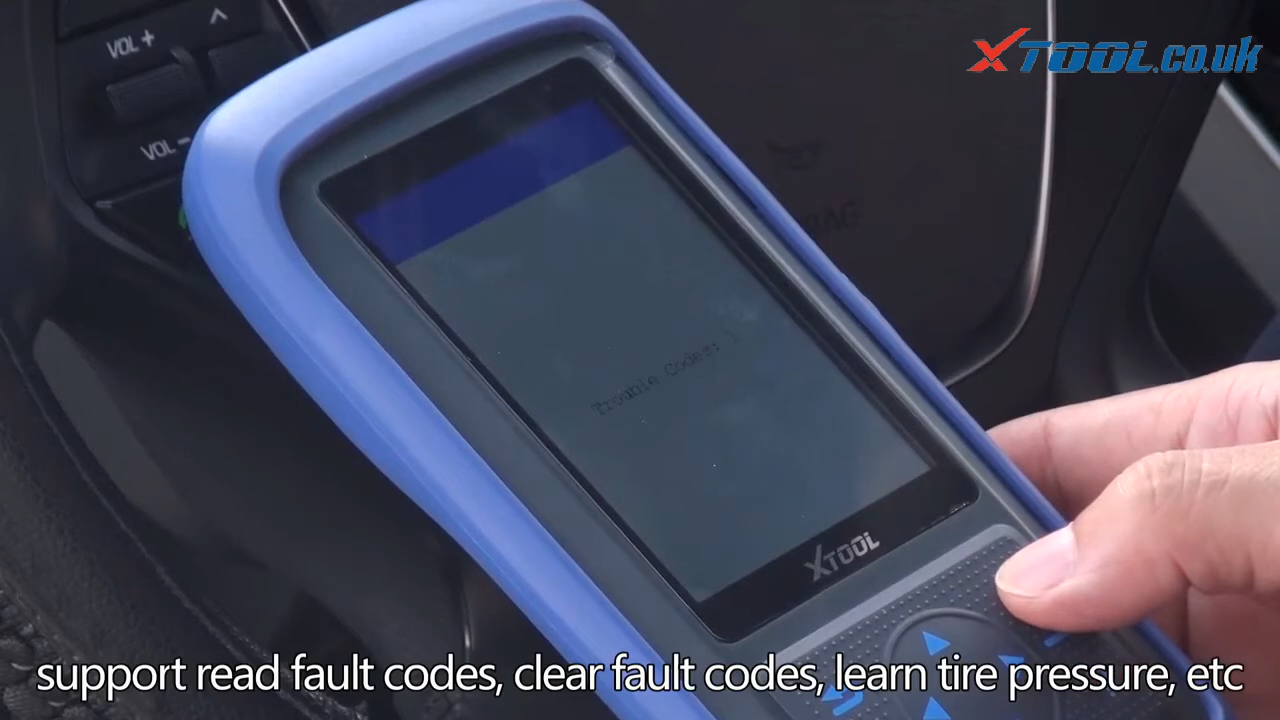 VOL +
XTOOL.co.uk
VOL -
Trouble Codes: 1
XTOOL
support read fault codes, clear fault codes, learn tire pressure, etc